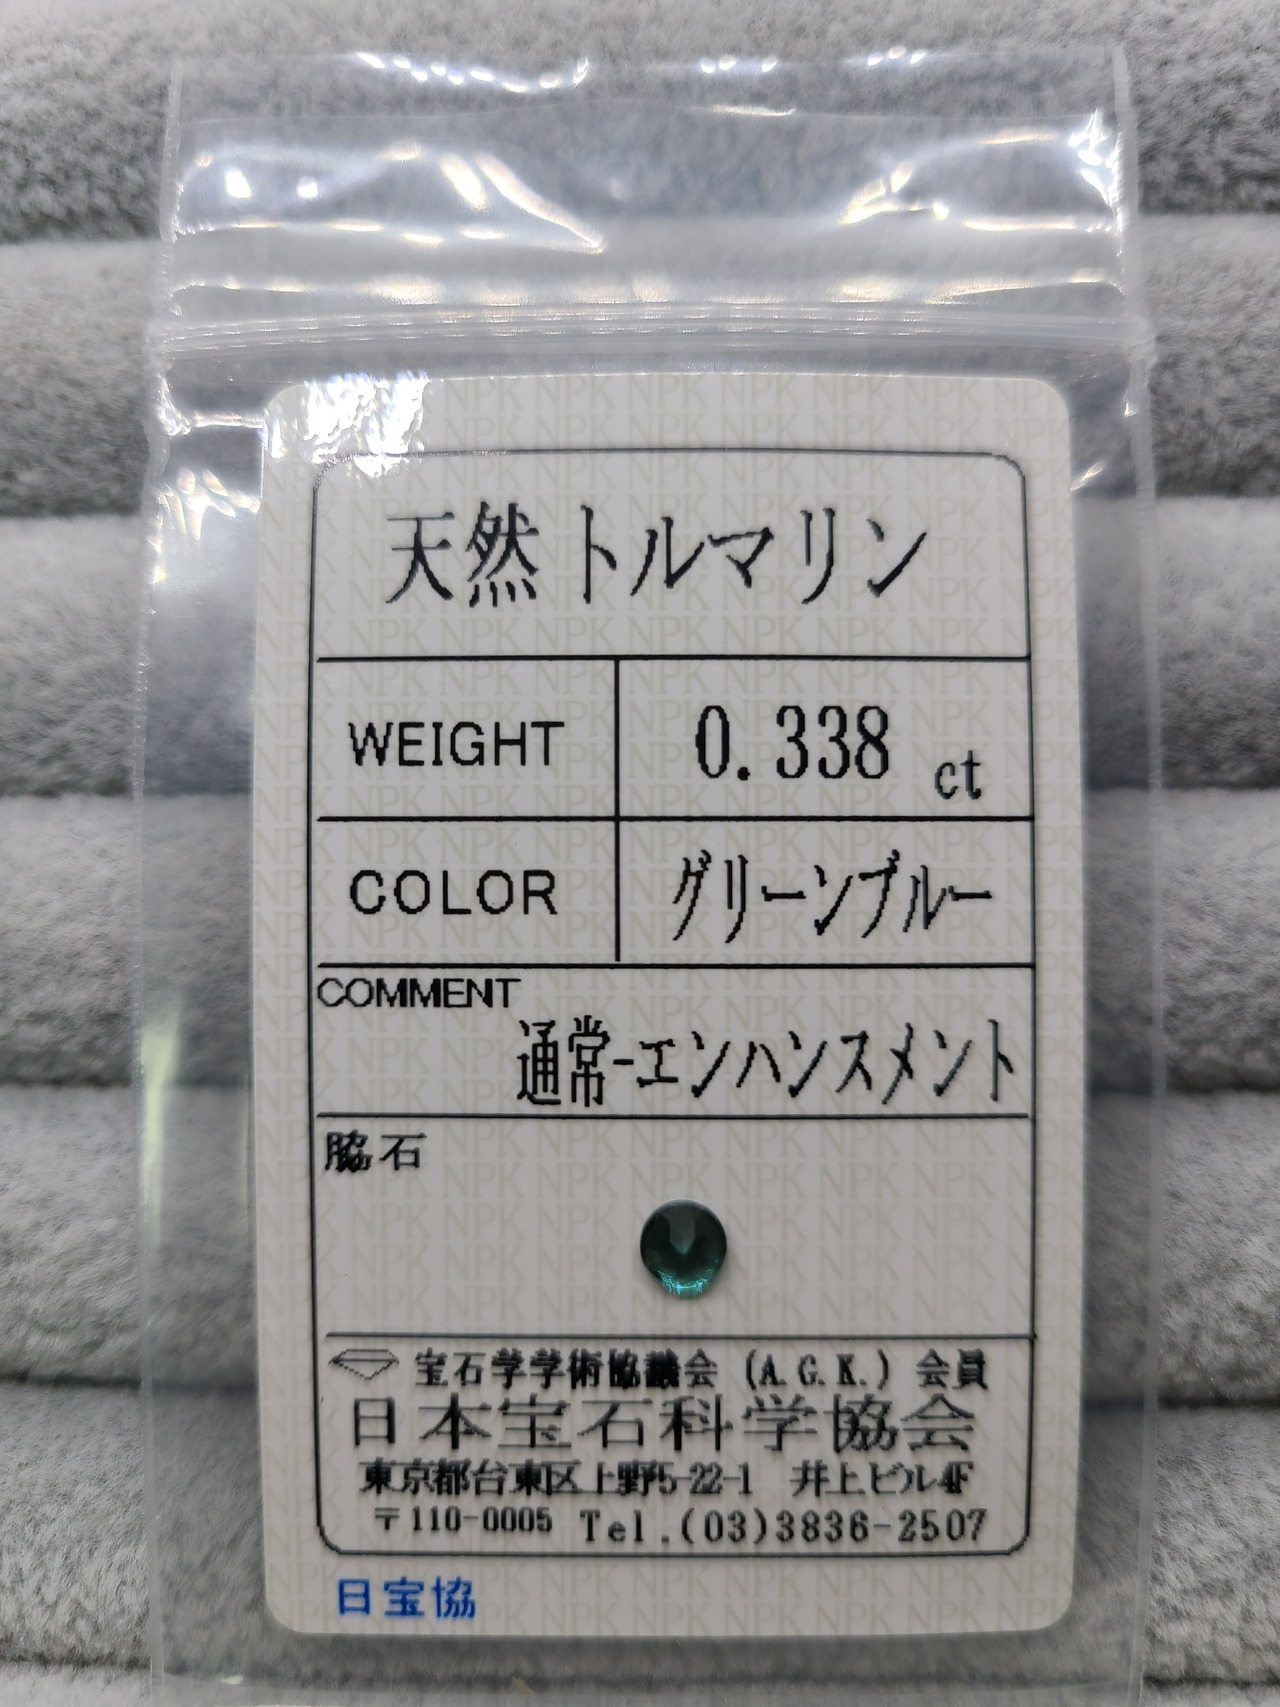 天然トルマリン
WEIGHT 0.338 ct
COLOR グリーンブルー
COMMENT
通常-エンハンスメント
脇石
宝石学学術協議会 (A.G.K.) 会員
日本宝石科学協会
東京都台東区上野5-22-1 井上ビル4F
〒110-0005 Tel.(03)3836-2507
日宝協